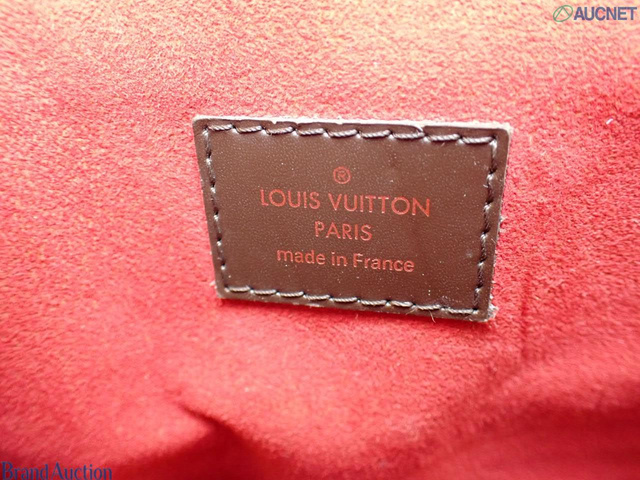 AUCNET
®
LOUIS VUITTON
PARIS
made in France
Brand Auction